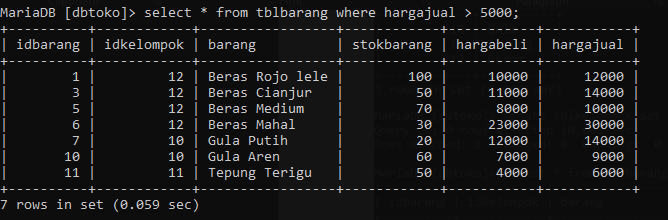 MariaDB [dbtoko]> select * from tblbarang where hargajual > 5000;
+----------+------------+-----------------+------------+-----------+-----------+
| idbarang | idkelompok | barang          | stokbarang | hargabeli | hargajual |
+----------+------------+-----------------+------------+-----------+-----------+
|        1 |         12 | Beras Rojo lele |        100 |     10000 |     12000 |
|        3 |         12 | Beras Cianjur   |         50 |     11000 |     14000 |
|        5 |         12 | Beras Medium    |         70 |      8000 |     10000 |
|        6 |         12 | Beras Mahal     |         30 |     23000 |     30000 |
|        7 |         10 | Gula Putih      |         20 |     12000 |     14000 |
|       10 |         10 | Gula Aren       |         60 |      7000 |      9000 |
|       11 |         11 | Tepung Terigu   |         50 |      4000 |      6000 |
+----------+------------+-----------------+------------+-----------+-----------+
7 rows in set (0.059 sec)